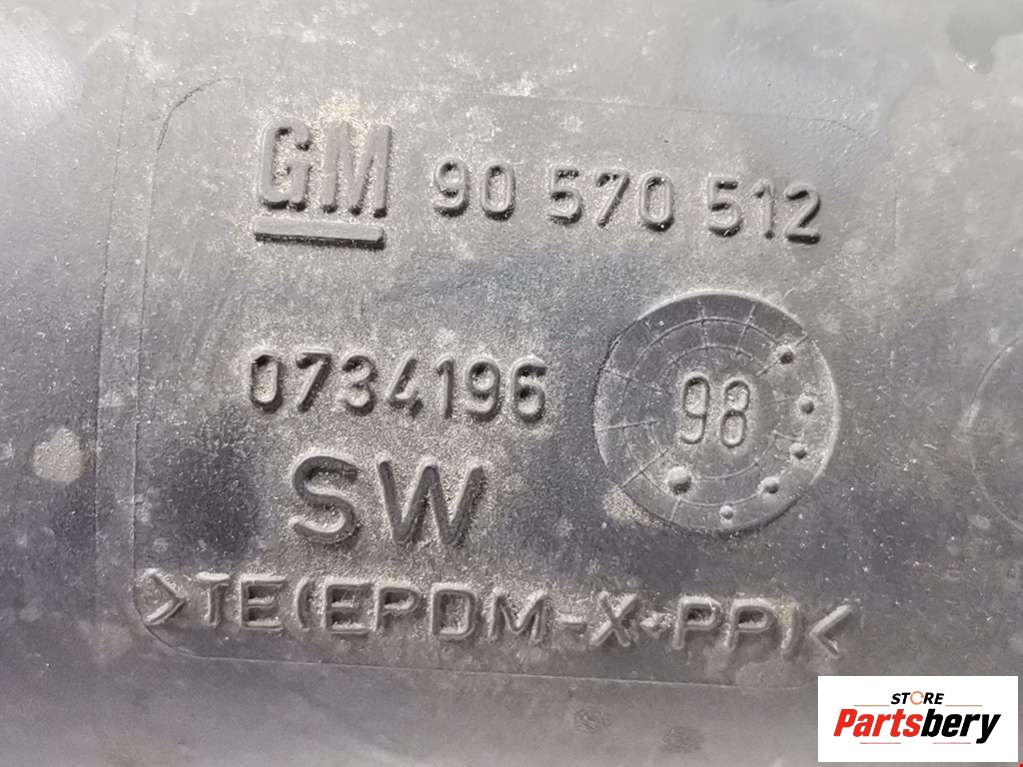 GM 90 570 512
0734196
98
SW
>TE(EPDM-X+PP)<
STORE
Partsbery